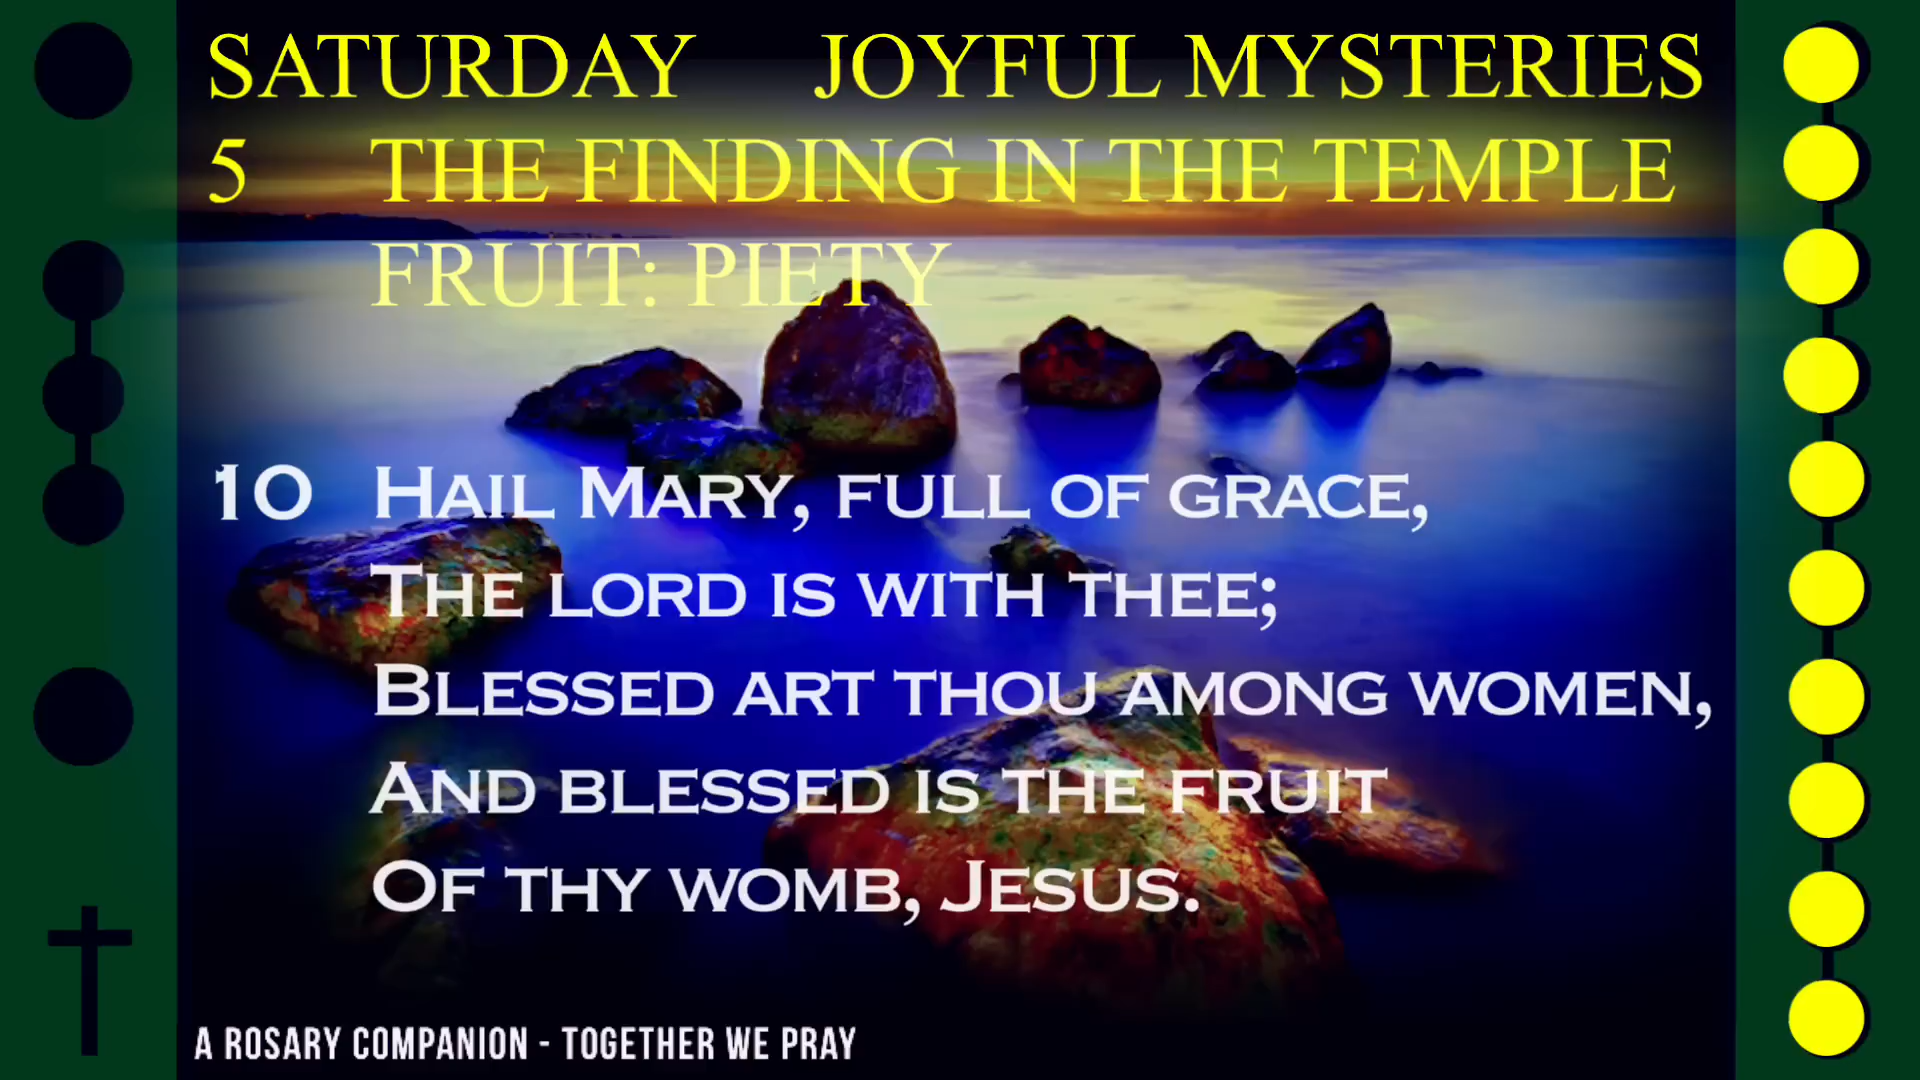 SATURDAY JOYFUL MYSTERIES
5 THE FINDING IN THE TEMPLE
FRUIT: PIETY
10 HAIL MARY, FULL OF GRACE,
THE LORD IS WITH THEE;
BLESSED ART THOU AMONG WOMEN,
AND BLESSED IS THE FRUIT
OF THY WOMB, JESUS.
A ROSARY COMPANION - TOGETHER WE PRAY